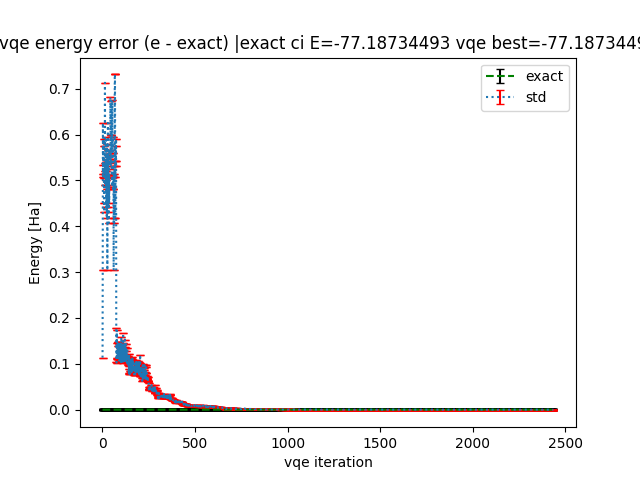 vqe energy error (e - exact) |exact ci E=-77.18734493 vqe best=-77.1873449
exact
std
Energy [Ha]
0.7
0.6
0.5
0.4
0.3
0.2
0.1
0.0
0
500
1000
1500
2000
2500
vqe iteration